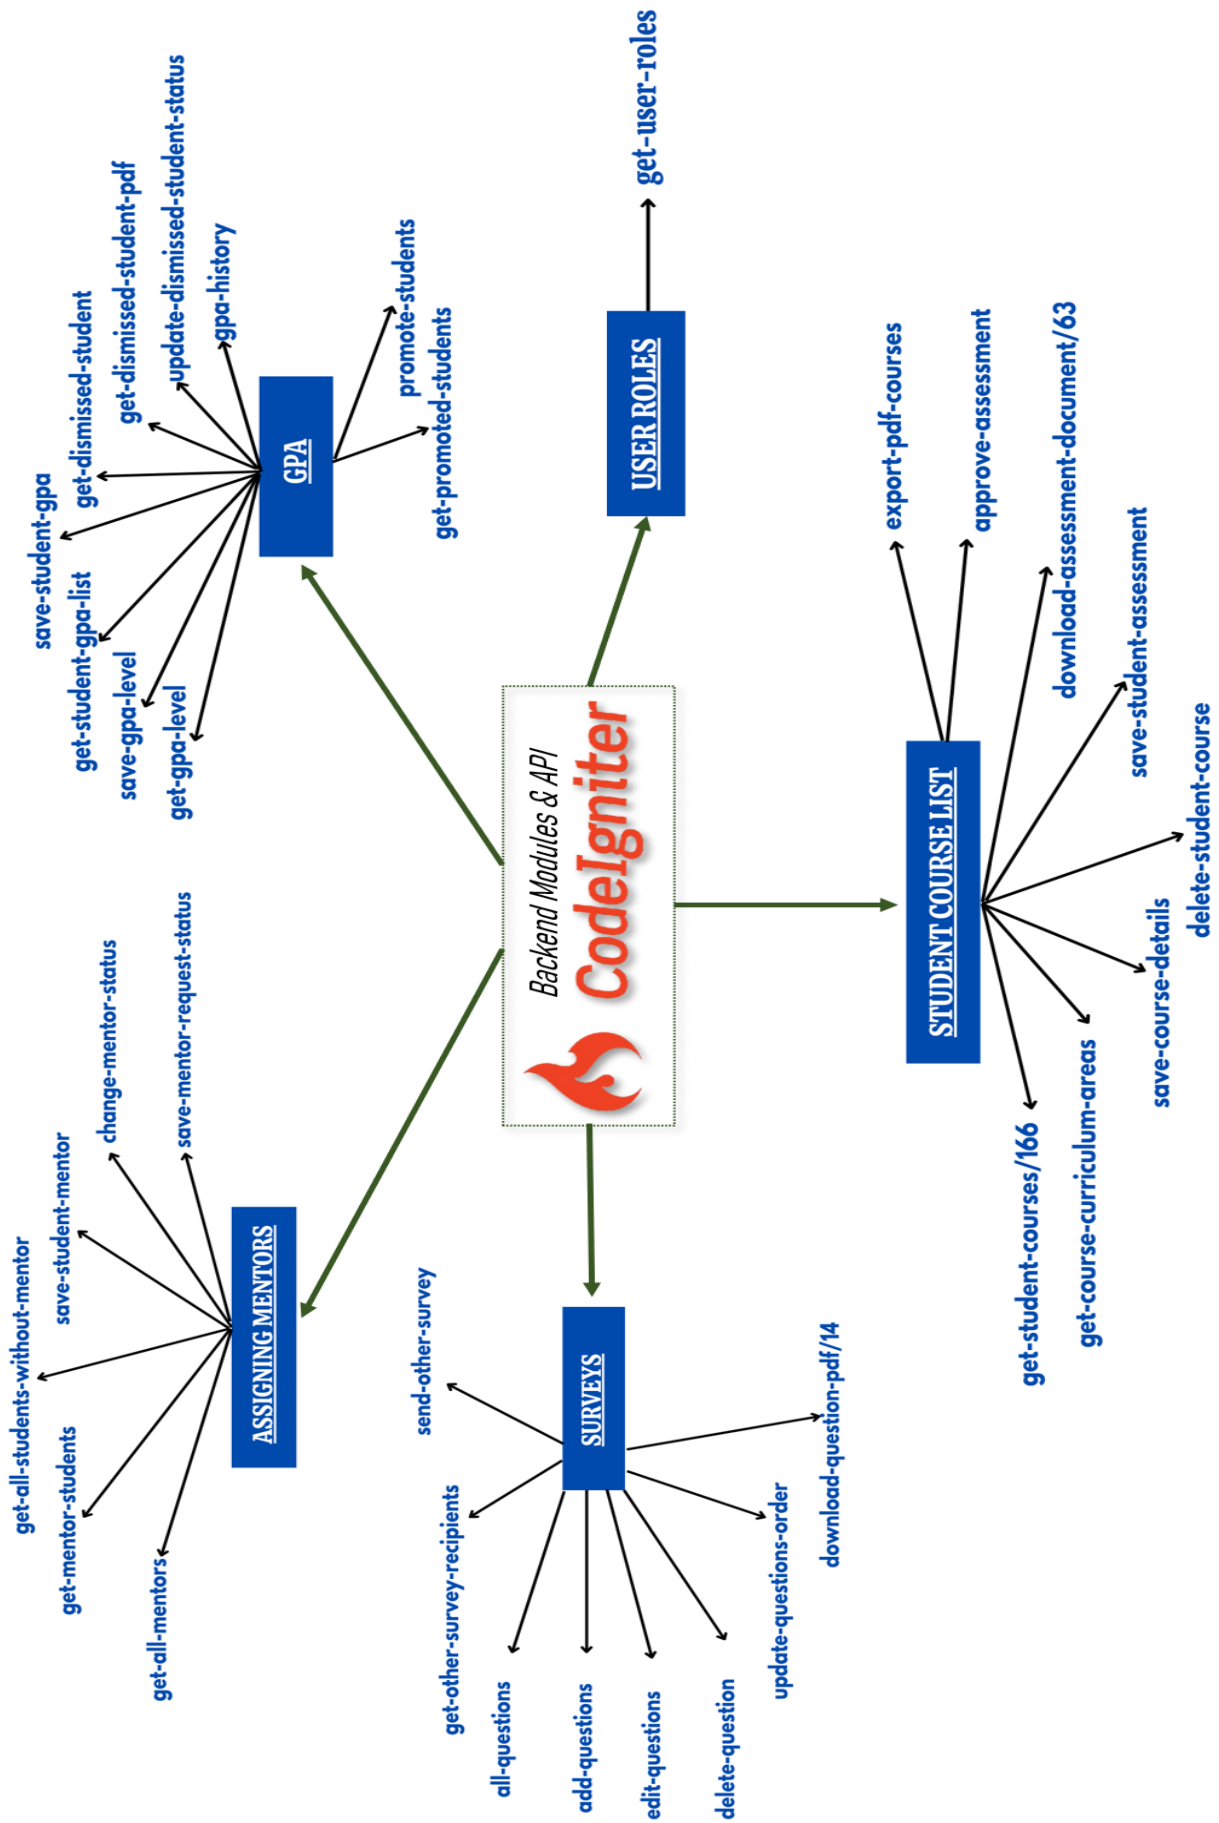 get-all-students-without-mentor
save-student-mentor
get-mentor-students
change-mentor-status
get-all-mentors
save-mentor-request-status
ASSIGNING MENTORS
save-student-gpa
get-student-gpa-list
get-dismissed-student
save-gpa-level
get-dismissed-student-pdf
get-gpa-level
update-dismissed-student-status
gpa-history
GPA
promote-students
get-promoted-students
Backend Modules & API
CodeIgniter
send-other-survey
get-other-survey-recipients
all-questions
add-questions
edit-questions
delete-question
update-questions-order
download-question-pdf/14
SURVEYS
USER ROLES
get-user-roles
STUDENT COURSE LIST
export-pdf-courses
approve-assessment
download-assessment-document/63
save-student-assessment
delete-student-course
save-course-details
get-course-curriculum-areas
get-student-courses/166